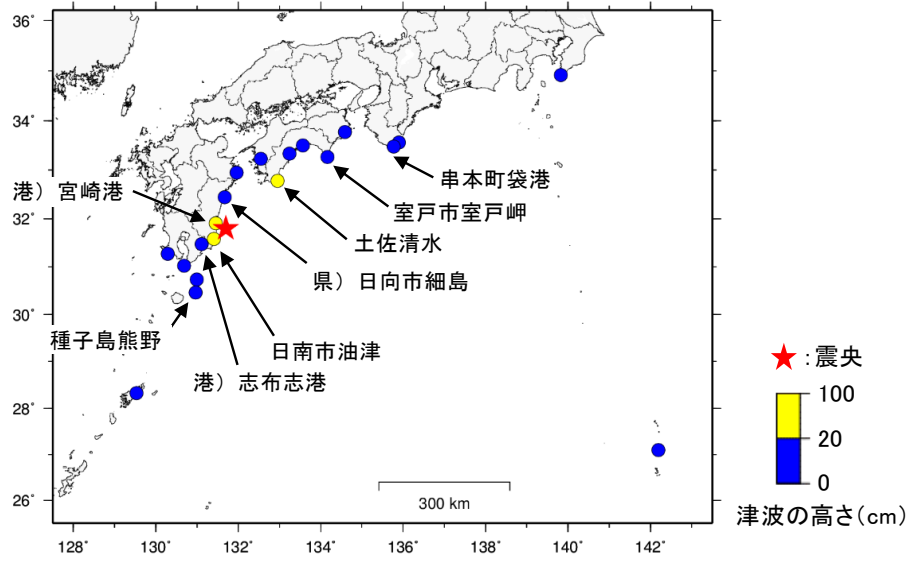 36°
34°
32°
30°
28°
26°
128°
130°
132°
134°
136°
138°
140°
142°
港）宮崎港
串本町袋港
室戸市室戸岬
土佐清水
県）日向市細島
種子島熊野
日南市油津
港）志布志港
300 km
：震央
100
20
0
津波の高さ（cm）